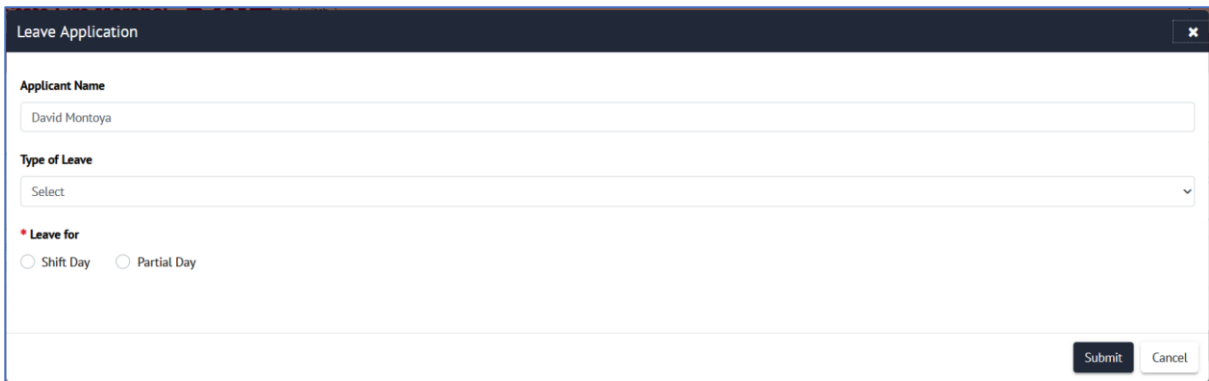 Leave Application
Applicant Name
David Montoya
Type of Leave
Select
* Leave for
Shift Day Partial Day
Submit Cancel